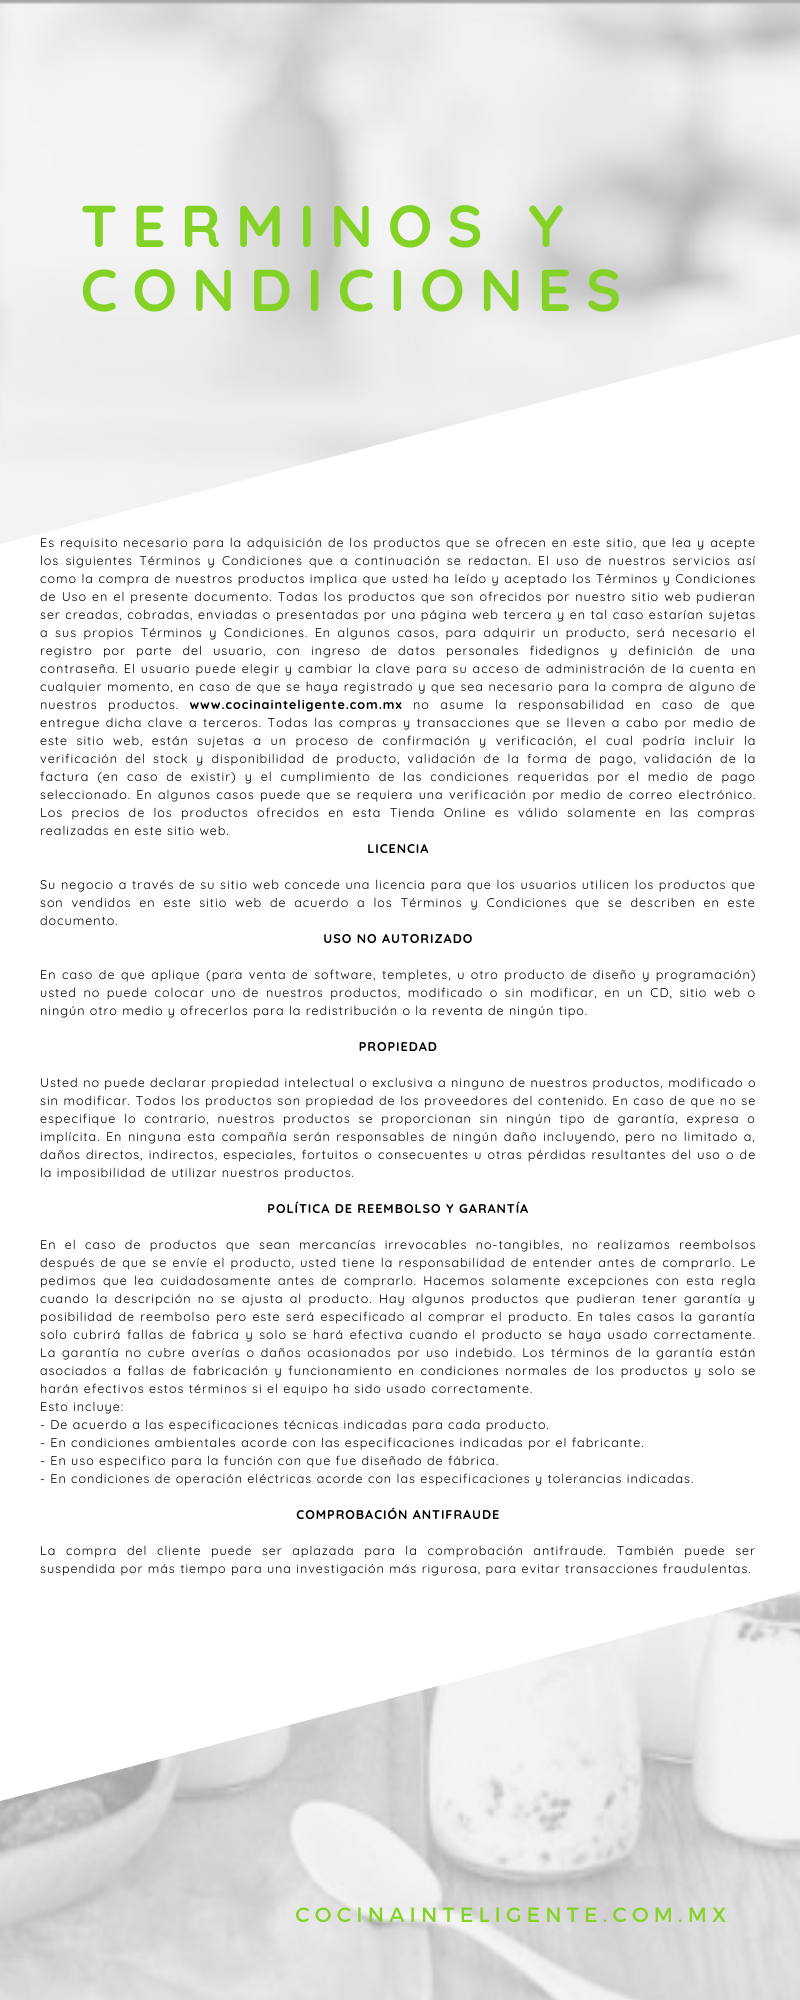 TERMINOS Y
CONDICIONES
Es requisito necesario para la adquisición de los productos que se ofrecen en este sitio, que lea y acepte
los siguientes Términos y Condiciones que a continuación se redactan. El uso de nuestros servicios así
como la compra de nuestros productos implica que usted ha leído y aceptado los Términos y Condiciones
de Uso en el presente documento. Todas los productos que son ofrecidos por nuestro sitio web pudieran
ser creadas, cobradas, enviadas o presentadas por una página web tercera y en tal caso estarían sujetas
a sus propios Términos y Condiciones. En algunos casos, para adquirir un producto, será necesario el
registro por parte del usuario, con ingreso de datos personales fidedignos y definición de una
contraseña. El usuario puede elegir y cambiar la clave para su acceso de administración de la cuenta en
cualquier momento, en caso de que se haya registrado y que sea necesario para la compra de alguno de
nuestros productos. www.cocinainteligente.com.mx no asume la responsabilidad en caso de que
entregue dicha clave a terceros. Todas las compras y transacciones que se lleven a cabo por medio de
este sitio web, están sujetas a un proceso de confirmación y verificación, el cual podría incluir la
verificación del stock y disponibilidad de producto, validación de la forma de pago, validación de la
factura (en caso de existir) y el cumplimiento de las condiciones requeridas por el medio de pago
seleccionado. En algunos casos puede que se requiera una verificación por medio de correo electrónico.
Los precios de los productos ofrecidos en esta Tienda Online es válido solamente en las compras
realizadas en este sitio web.
LICENCIA
Su negocio a través de su sitio web concede una licencia para que los usuarios utilicen los productos que
son vendidos en este sitio web de acuerdo a los Términos y Condiciones que se describen en este
documento.
USO NO AUTORIZADO
En caso de que aplique (para venta de software, templetes, u otro producto de diseño y programación)
usted no puede colocar uno de nuestros productos, modificado o sin modificar, en un CD, sitio web o
ningún otro medio y ofrecerlos para la redistribución o la reventa de ningún tipo.
PROPIEDAD
Usted no puede declarar propiedad intelectual o exclusiva a ninguno de nuestros productos, modificado o
sin modificar. Todos los productos son propiedad de los proveedores del contenido. En caso de que no se
especifique lo contrario, nuestros productos se proporcionan sin ningún tipo de garantía, expresa o
implícita. En ninguna esta compañía serán responsables de ningún daño incluyendo, pero no limitado a,
daños directos, indirectos, especiales, fortuitos o consecuentes u otras pérdidas resultantes del uso o de
la imposibilidad de utilizar nuestros productos.
POLÍTICA DE REEMBOLSO Y GARANTÍA
En el caso de productos que sean mercancías irrevocables no-tangibles, no realizamos reembolsos
después de que se envíe el producto, usted tiene la responsabilidad de entender antes de comprarlo. Le
pedimos que lea cuidadosamente antes de comprarlo. Hacemos solamente excepciones con esta regla
cuando la descripción no se ajusta al producto. Hay algunos productos que pudieran tener garantía y
posibilidad de reembolso pero este será especificado al comprar el producto. En tales casos la garantía
solo cubrirá fallas de fabrica y solo se hará efectiva cuando el producto se haya usado correctamente.
La garantía no cubre averías o daños ocasionados por uso indebido. Los términos de la garantía están
asociados a fallas de fabricación y funcionamiento en condiciones normales de los productos y solo se
harán efectivos estos términos si el equipo ha sido usado correctamente.
Esto incluye:
- De acuerdo a las especificaciones técnicas indicadas para cada producto.
- En condiciones ambientales acorde con las especificaciones indicadas por el fabricante.
- En uso especifico para la función con que fue diseñado de fábrica.
- En condiciones de operación eléctricas acorde con las especificaciones y tolerancias indicadas.
COMPROBACIÓN ANTIFRAUDE
La compra del cliente puede ser aplazada para la comprobación antifraude. También puede ser
suspendida por más tiempo para una investigación más rigurosa, para evitar transacciones fraudulentas.
COCINAINTELIGENTE.COM.MX